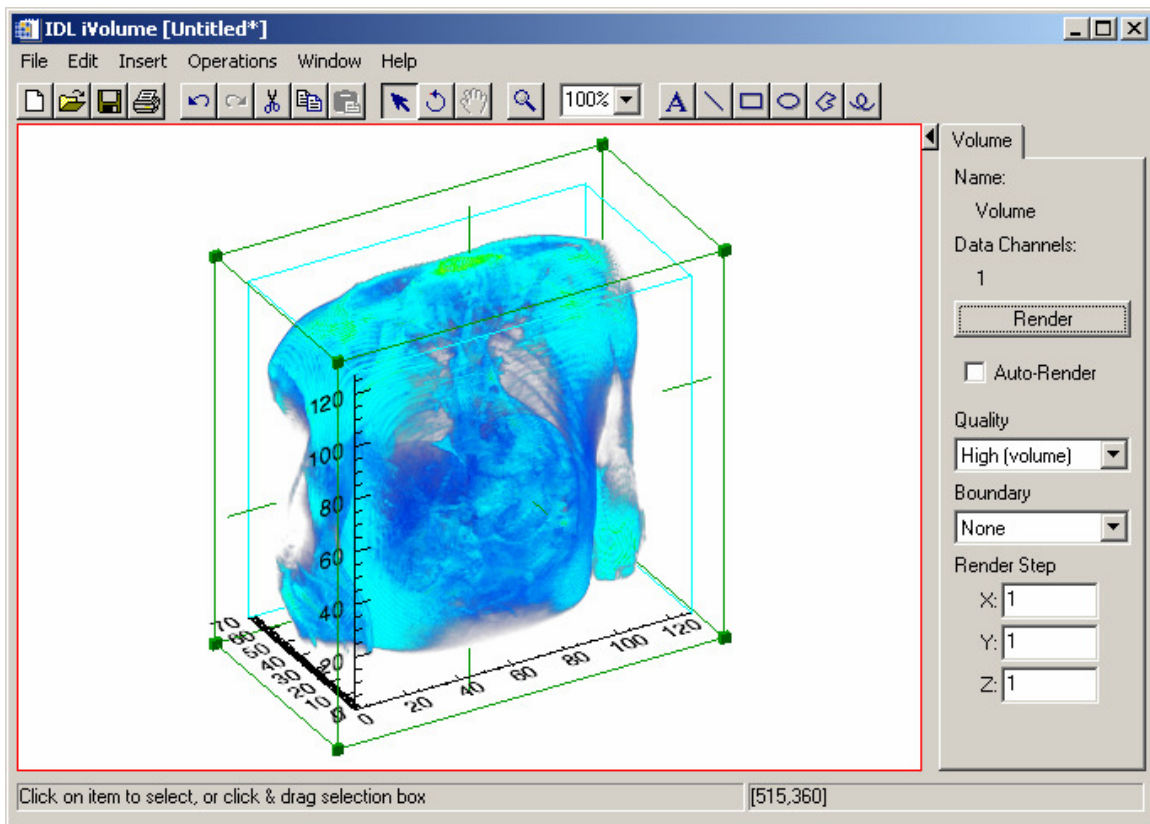 IDL iVolume [Untitled*]
File Edit Insert Operations Window Help
100% A
Volume
Name:
Volume
Data Channels:
1
Render
Auto-Render
Quality
High (volume)
Boundary
None
Render Step
X: 1
Y: 1
Z: 1
120
100
80
60
40
20
70 60 50 40 30 20 10 0
0 20 40 60 80 100 120
Click on item to select, or click & drag selection box [515,360]